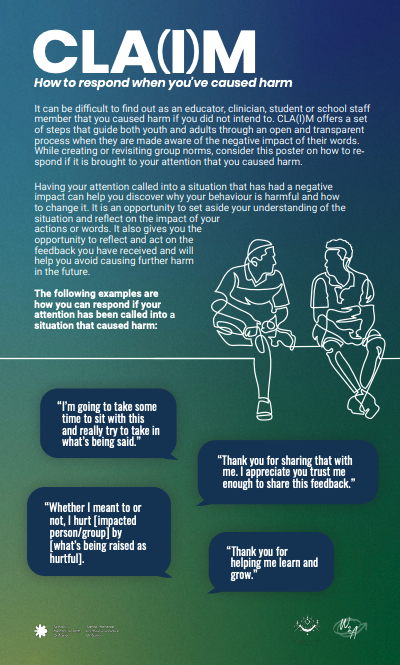 CLA(I)M
How to respond when you've caused harm
It can be difficult to find out as an educator, clinician, student or school staff
member that you caused harm if you did not intend to. CLA(I)M offers a set
of steps that guide both youth and adults through an open and transparent
process when they are made aware of the negative impact of their words.
While creating or revisiting group norms, consider this poster on how to re-
spond if it is brought to your attention that you caused harm.
Having your attention called into a situation that has had a negative
impact can help you discover why your behaviour is harmful and how
to change it. It is an opportunity to set aside your understanding of the
situation and reflect on the impact of your
actions or words. It also gives you the
opportunity to reflect and act on the
feedback you have received and will
help you avoid causing further harm
in the future.
The following examples are
how you can respond if your
attention has been called into a
situation that caused harm:
"I'm going to take some
time to sit with this
and really try to take in
what's being said."
"Thank you for sharing that with
me. I appreciate you trust me
enough to share this feedback."
"Whether I meant to or
not, I hurt [impacted
person/group] by
[what's being raised as
hurtful].
"Thank you for
helping me learn and
grow."